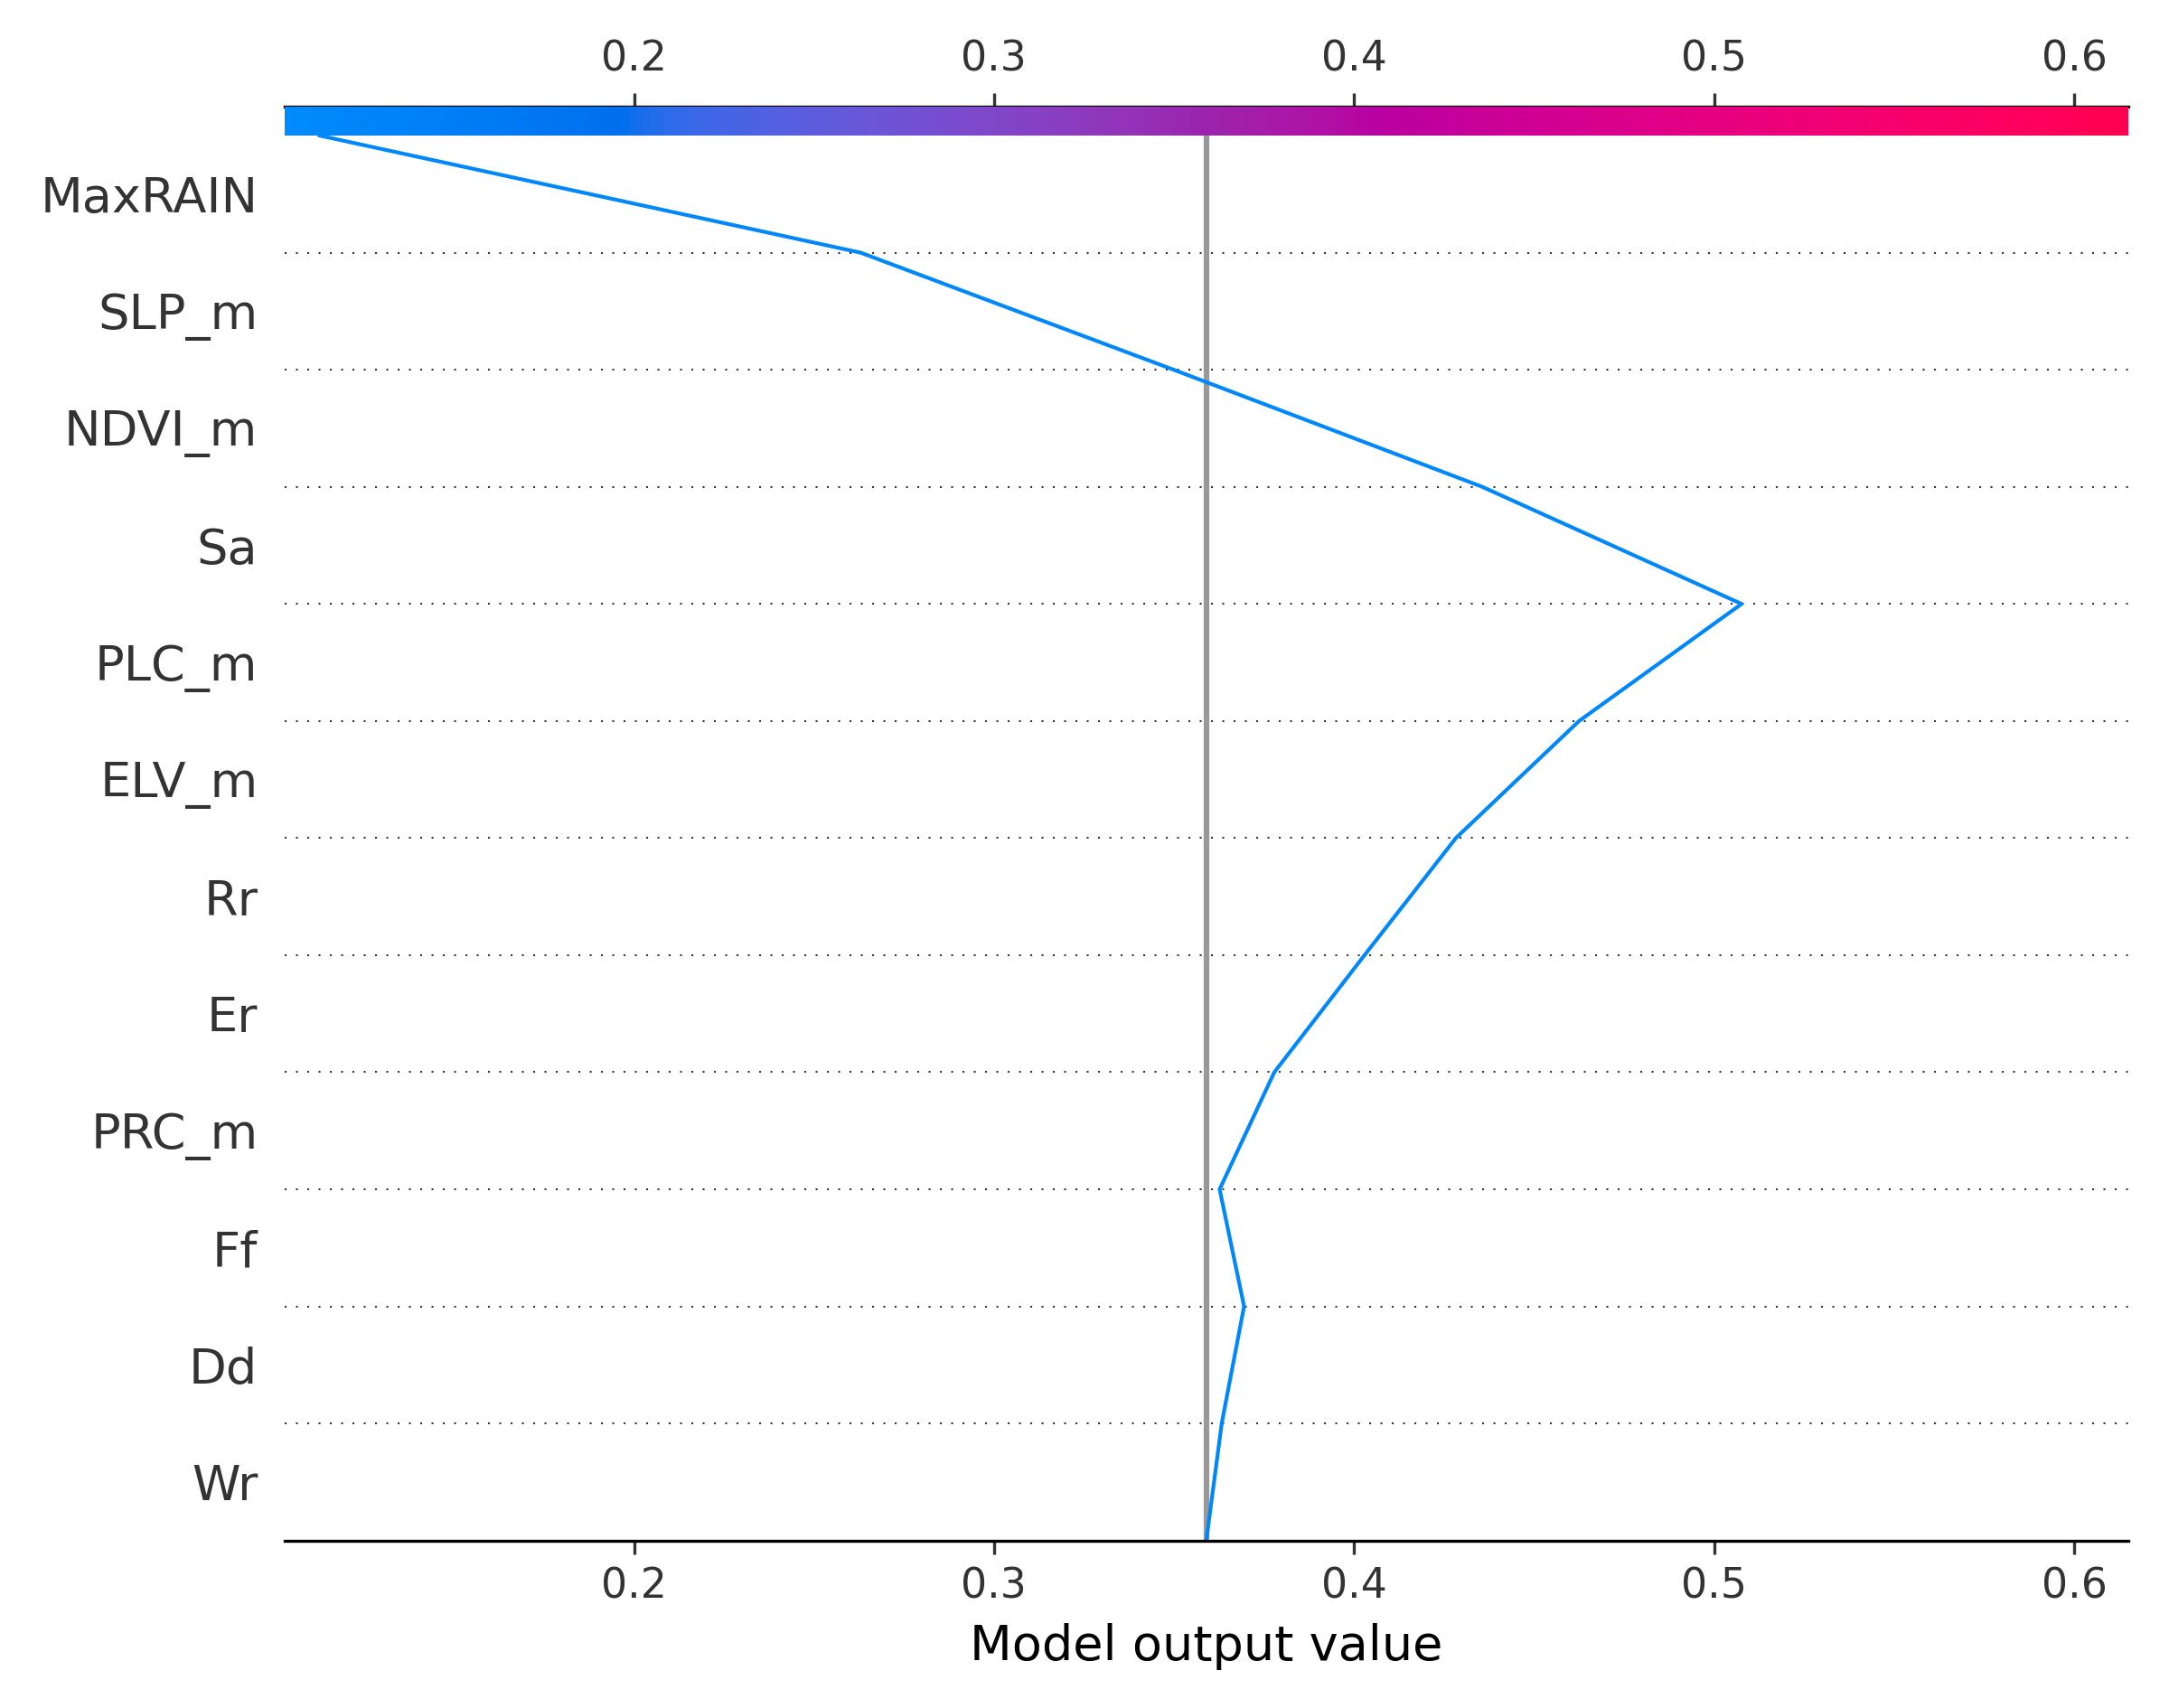 0.2 0.3 0.4 0.5 0.6
MaxRAIN
SLP_m
NDVI_m
Sa
PLC_m
ELV_m
Rr
Er
PRC_m
Ff
Dd
Wr
0.2 0.3 0.4 0.5 0.6
Model output value